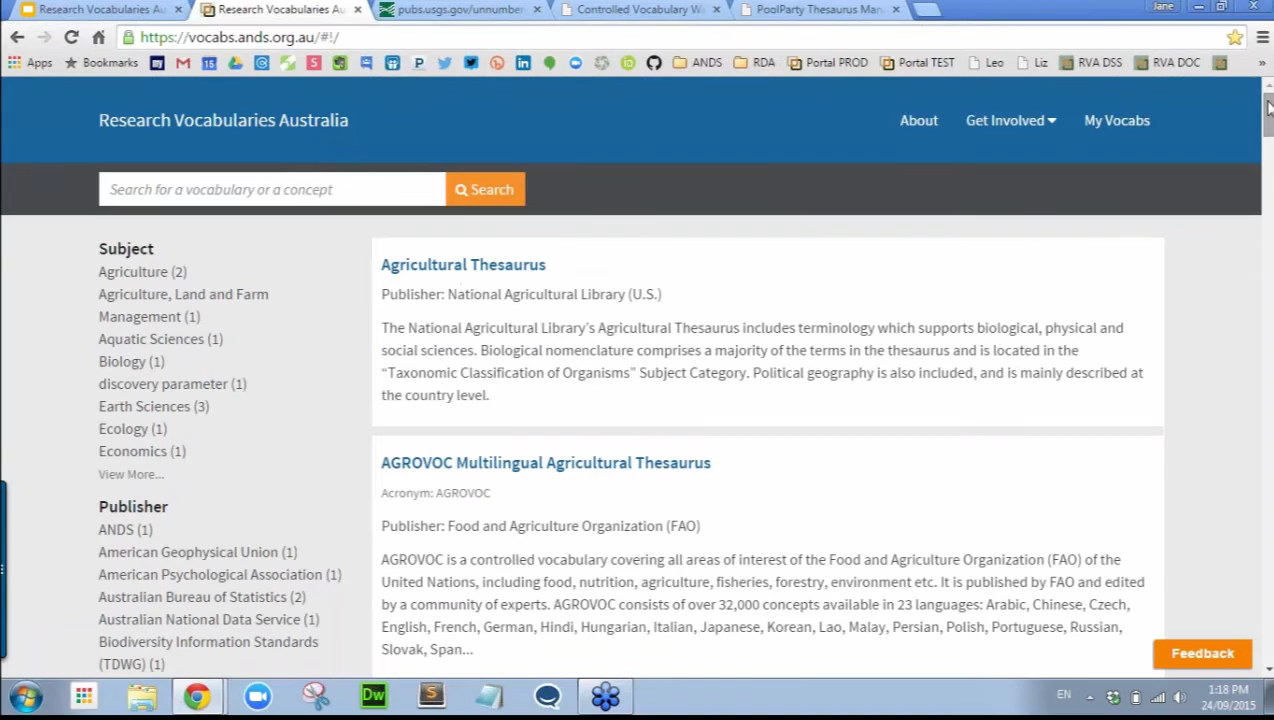 Research Vocabularies Au
Research Vocabularies Au
pubs.usgs.gov/unnumber
Controlled Vocabulary W
PoolParty Thesaurus Man
Jane
https://vocabs.ands.org.au/#!/
Apps
Bookmarks
ANDS
RDA
Portal PROD
Portal TEST
Leo
Liz
RVA DSS
RVA DOC
»
Research Vocabularies Australia
About
Get Involved
My Vocabs
Search for a vocabulary or a concept
Search
Subject
Agriculture (2)
Agriculture, Land and Farm
Management (1)
Aquatic Sciences (1)
Biology (1)
discovery parameter (1)
Earth Sciences (3)
Ecology (1)
Economics (1)
View More...
Publisher
ANDS (1)
American Geophysical Union (1)
American Psychological Association (1)
Australian Bureau of Statistics (2)
Australian National Data Service (1)
Biodiversity Information Standards
(TDWG) (1)
Agricultural Thesaurus
Publisher: National Agricultural Library (U.S.)
The National Agricultural Library’s Agricultural Thesaurus includes terminology which supports biological, physical and
social sciences. Biological nomenclature comprises a majority of the terms in the thesaurus and is located in the
“Taxonomic Classification of Organisms” Subject Category. Political geography is also included, and is mainly described at
the country level.
AGROVOC Multilingual Agricultural Thesaurus
Acronym: AGROVOC
Publisher: Food and Agriculture Organization (FAO)
AGROVOC is a controlled vocabulary covering all areas of interest of the Food and Agriculture Organization (FAO) of the
United Nations, including food, nutrition, agriculture, fisheries, forestry, environment etc. It is published by FAO and edited
by a community of experts. AGROVOC consists of over 32,000 concepts available in 23 languages: Arabic, Chinese, Czech,
English, French, German, Hindi, Hungarian, Italian, Japanese, Korean, Lao, Malay, Persian, Polish, Portuguese, Russian,
Slovak, Span...
Feedback
Dw
S
EN
1:18 PM
24/09/2015